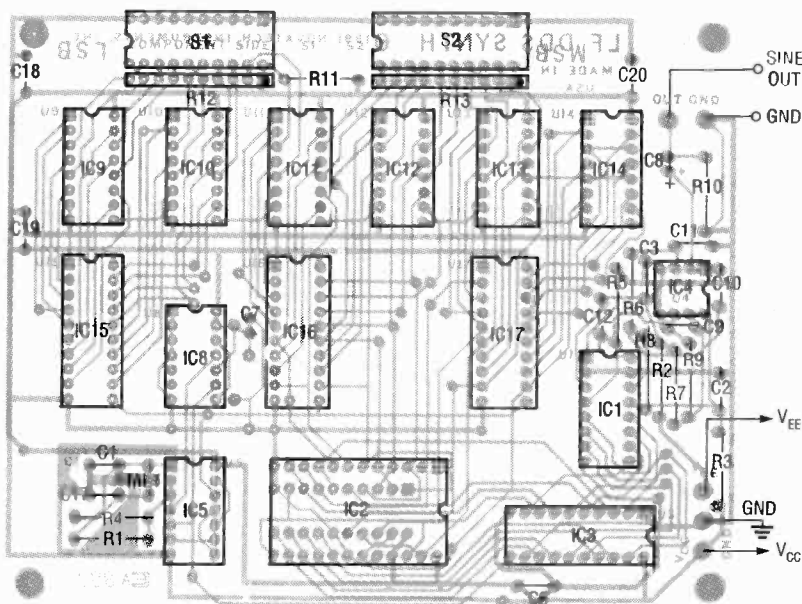 S1
S2
C18
C20
SINE
OUT
R12
R11
R13
GND
IC9
IC10
IC11
IC12
IC13
IC14
C8
+
R10
C19
C11
C3
IC4
C10
R5
R6
C9
C12
IC15
IC8
C7
IC16
IC17
IC1
R8
R2
R7
R9
C2
R3
VEE
C1
IC5
IC2
IC3
R4
R1
GND
VCC